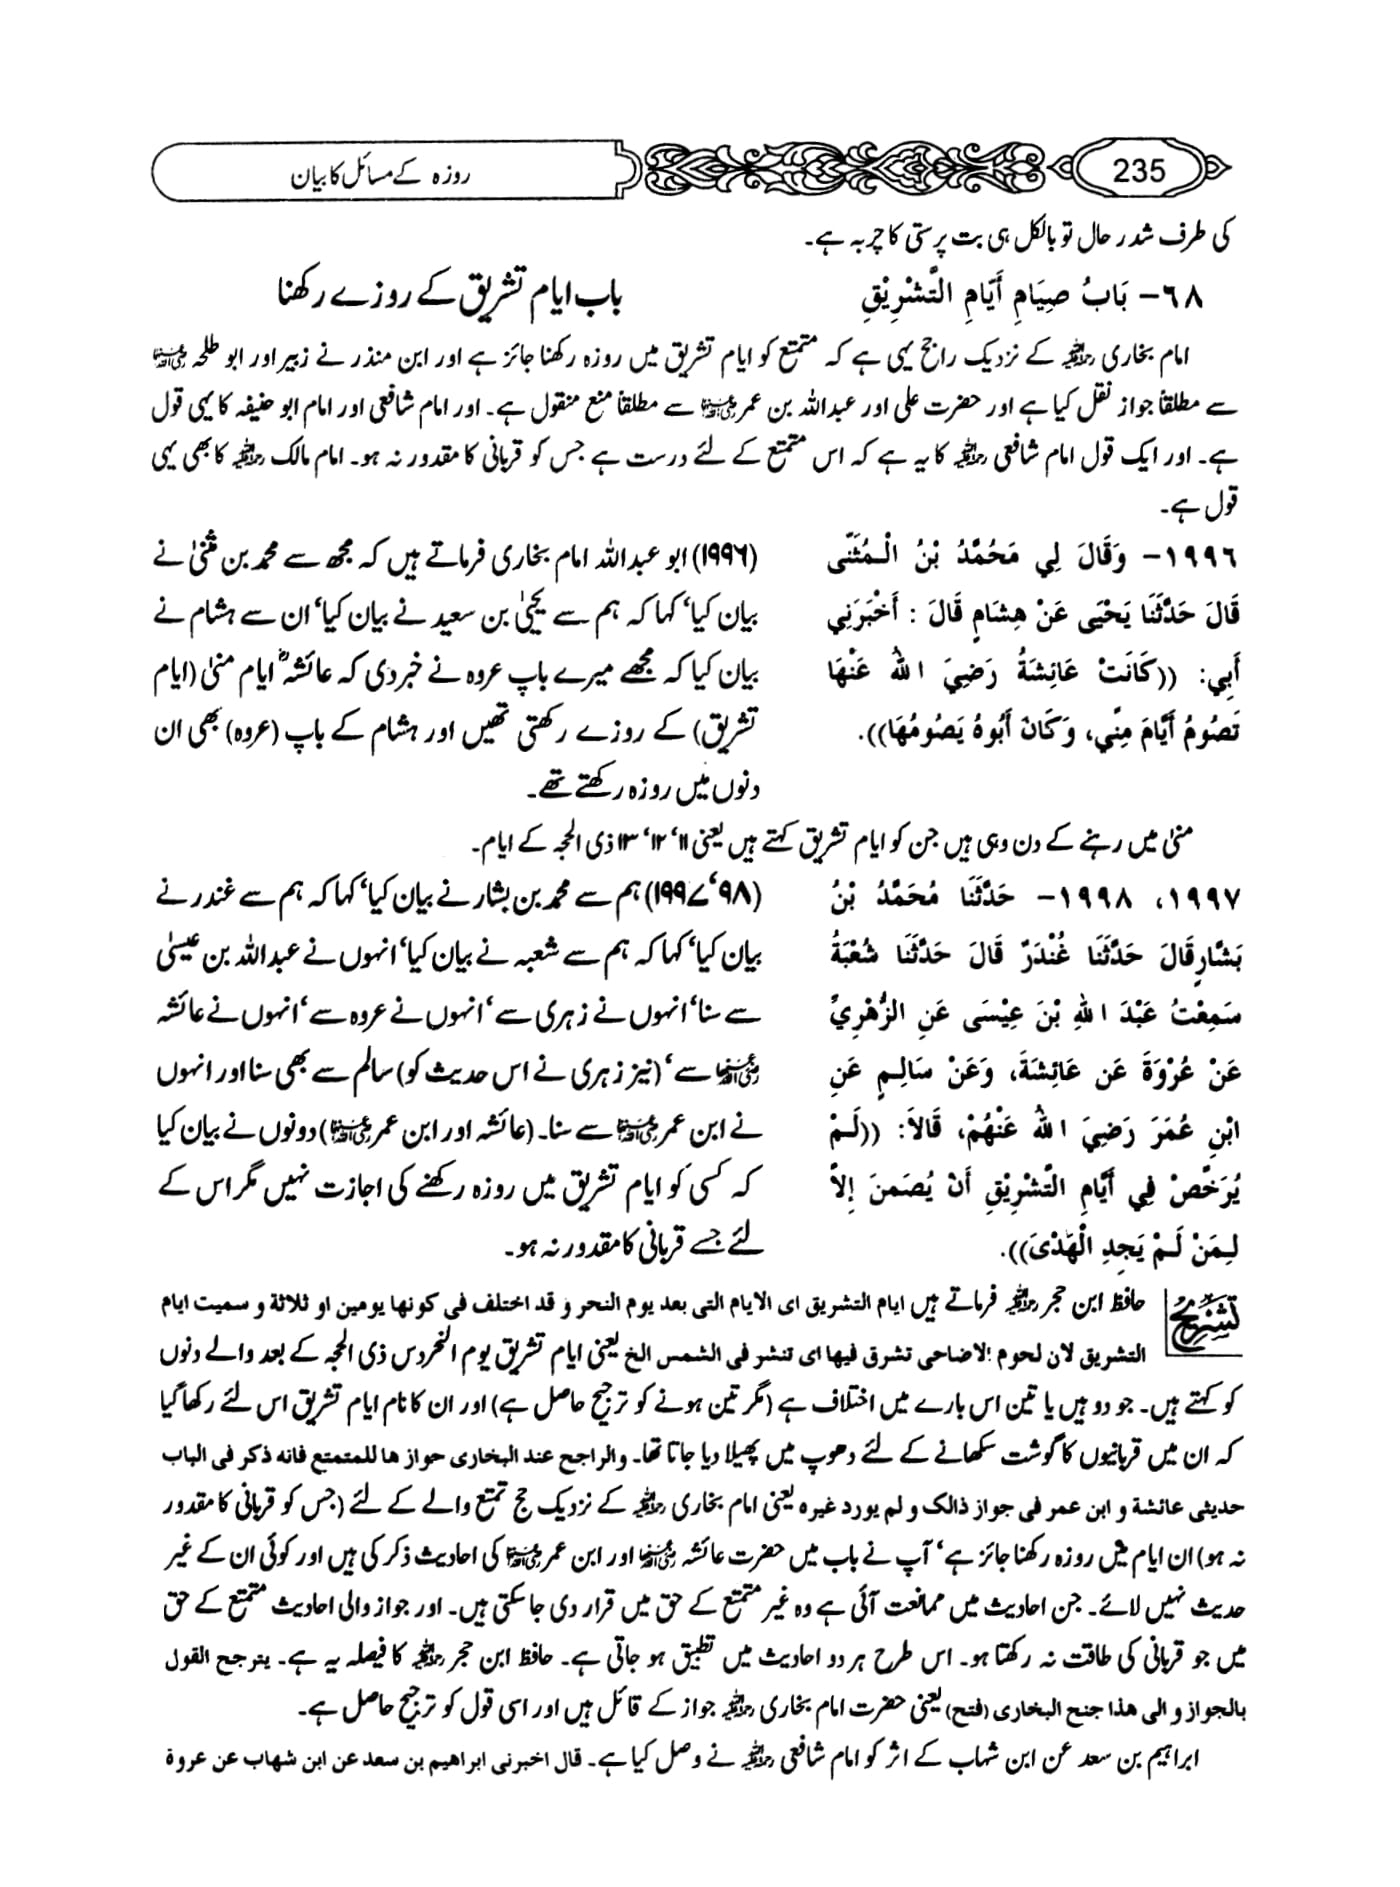 235
روزہ کے مسائل کا بیان
کی طرف شد رحال تو بالکل ہی بت پرستی کا چربہ ہے۔
٦٨- بَابُ صِيَامِ أَيَّامِ التَّشْرِيْقِ
باب ایام تشریق کے روزے رکھنا
امام بخاری رحمہ اللہ کے نزدیک راجح یہی ہے کہ متمتع کو ایام تشریق میں روزہ رکھنا جائز ہے اور ابن منذر نے زبیر اور ابو طلحہ رضی اللہ عنہما
سے مطلقاً جواز نقل کیا ہے اور حضرت علی اور عبداللہ بن عمر رضی اللہ عنہما سے مطلقاً منع منقول ہے۔ اور امام شافعی اور امام ابو حنیفہ کا یہی قول
ہے۔ اور ایک قول امام شافعی رحمہ اللہ کا یہ ہے کہ اس متمتع کے لئے درست ہے جس کو قربانی کا مقدور نہ ہو۔ امام مالک رحمہ اللہ کا بھی یہی
قول ہے۔
١٩٩٦- وَقَالَ لِي مَحُمَّدُ بْنُ الْمُثَنَّى
قَالَ حَدَّثَنَا يَحْيَى عَنْ هِشَامٍ قَالَ : أَخْبَرَنِي
أَبِي: ((كَانَتْ عَائِشَةُ رَضِيَ اللهُ عَنْهَا
تَصُومُ أَيَّامَ مِنًي، وَكَانَ أَبُوهُ يَصُومُهَا)).
(۱۹۹۶) ابو عبداللہ امام بخاری فرماتے ہیں کہ مجھ سے محمد بن مثنیٰ نے
بیان کیا‘ کہا کہ ہم سے یحییٰ بن سعید نے بیان کیا‘ ان سے ہشام نے
بیان کیا کہ مجھے میرے باپ عروہ نے خبر دی کہ عائشہؓ ایام منیٰ (ایام
تشریق) کے روزے رکھتی تھیں اور ہشام کے باپ (عروہ) بھی ان
دنوں میں روزہ رکھتے تھے۔
منیٰ میں رہنے کے دن وہی ہیں جن کو ایام تشریق کہتے ہیں یعنی ۱۱‘ ۱۲‘ ۱۳ ذی الحجہ کے ایام۔
١٩٩٧، ١٩٩٨- حَدَّثَنَا مُحَمَّدُ بْنُ
بَشَّارٍ قَالَ حَدَّثَنَا غُنْدَرٌ قَالَ حَدَّثَنَا شُعْبَةُ
سَمِعْتُ عَبْدَ اللهِ بْنَ عِيْسَى عَنِ الزُّهْرِيِّ
عَنْ عُرْوَةَ عَنْ عَائِشَةَ، وَعَنْ سَالِمٍ عَنِ
ابْنِ عُمَرَ رَضِيَ اللهُ عَنْهُمْ، قَالاَ: ((لَمْ
يُرَخَّصْ فِي أَيَّامِ التَّشْرِيْقِ أَنْ يُصَمنَ إِلاَّ
لِمَنْ لَمْ يَجِدِ الْهَدْىَ)).
(۱۹۹۷‘۹۸) ہم سے محمد بن بشار نے بیان کیا‘ کہا کہ ہم سے غندر نے
بیان کیا‘ کہا کہ ہم سے شعبہ نے بیان کیا‘ انہوں نے عبداللہ بن عیسیٰ
سے سنا‘ انہوں نے زہری سے‘ انہوں نے عروہ سے‘ انہوں نے عائشہ
رضی اللہ عنہا سے‘ (نیز زہری نے اس حدیث کو) سالم سے بھی سنا اور انہوں
نے ابن عمر رضی اللہ عنہما سے سنا۔ (عائشہ اور ابن عمر رضی اللہ عنہما) دونوں نے بیان کیا
کہ کسی کو ایام تشریق میں روزہ رکھنے کی اجازت نہیں مگر اس کے
لئے جسے قربانی کا مقدور نہ ہو۔
تشریح حافظ ابن حجر رحمہ اللہ فرماتے ہیں ایام التشریق ای الایام التی بعد یوم النحر و قد اختلف فی کونھا یومین او ثلاثة و سمیت ایام
التشریق لان لحوم الاضاحی تشرق فیھا ای تنشر فی الشمس الخ یعنی ایام تشریق یوم النحر دس ذی الحجہ کے بعد والے دنوں
کو کہتے ہیں۔ جو دو ہیں یا تین اس بارے میں اختلاف ہے (مگر تین ہونے کو ترجیح حاصل ہے) اور ان کا نام ایام تشریق اس لئے رکھا گیا
کہ ان میں قربانیوں کا گوشت سکھانے کے لئے دھوپ میں پھیلا دیا جاتا تھا۔ والراجح عند البخاری جواز ھا للمتمتع فانه ذکر فی الباب
حدیثی عائشة و ابن عمر فی جواز ذالک و لم یورد غیرہ یعنی امام بخاری رحمہ اللہ کے نزدیک حج تمتع والے کے لئے (جس کو قربانی کا مقدور
نہ ہو) ان ایام میں روزہ رکھنا جائز ہے‘ آپ نے باب میں حضرت عائشہ رضی اللہ عنہا اور ابن عمر رضی اللہ عنہما کی احادیث ذکر کی ہیں اور کوئی ان کے غیر
حدیث نہیں لائے۔ جن احادیث میں ممانعت آئی ہے وہ غیر متمتع کے حق میں قرار دی جا سکتی ہیں۔ اور جواز والی احادیث متمتع کے حق
میں جو قربانی کی طاقت نہ رکھتا ہو۔ اس طرح ہر دو احادیث میں تطبیق ہو جاتی ہے۔ حافظ ابن حجر رحمہ اللہ کا فیصلہ یہ ہے۔ یترجح القول
بالجواز و الی ھذا جنح البخاری (فتح) یعنی حضرت امام بخاری رحمہ اللہ جواز کے قائل ہیں اور اسی قول کو ترجیح حاصل ہے۔
ابراہیم بن سعد عن ابن شہاب کے اثر کو امام شافعی رحمہ اللہ نے وصل کیا ہے۔ قال اخبرنی ابراھیم بن سعد عن ابن شھاب عن عروة